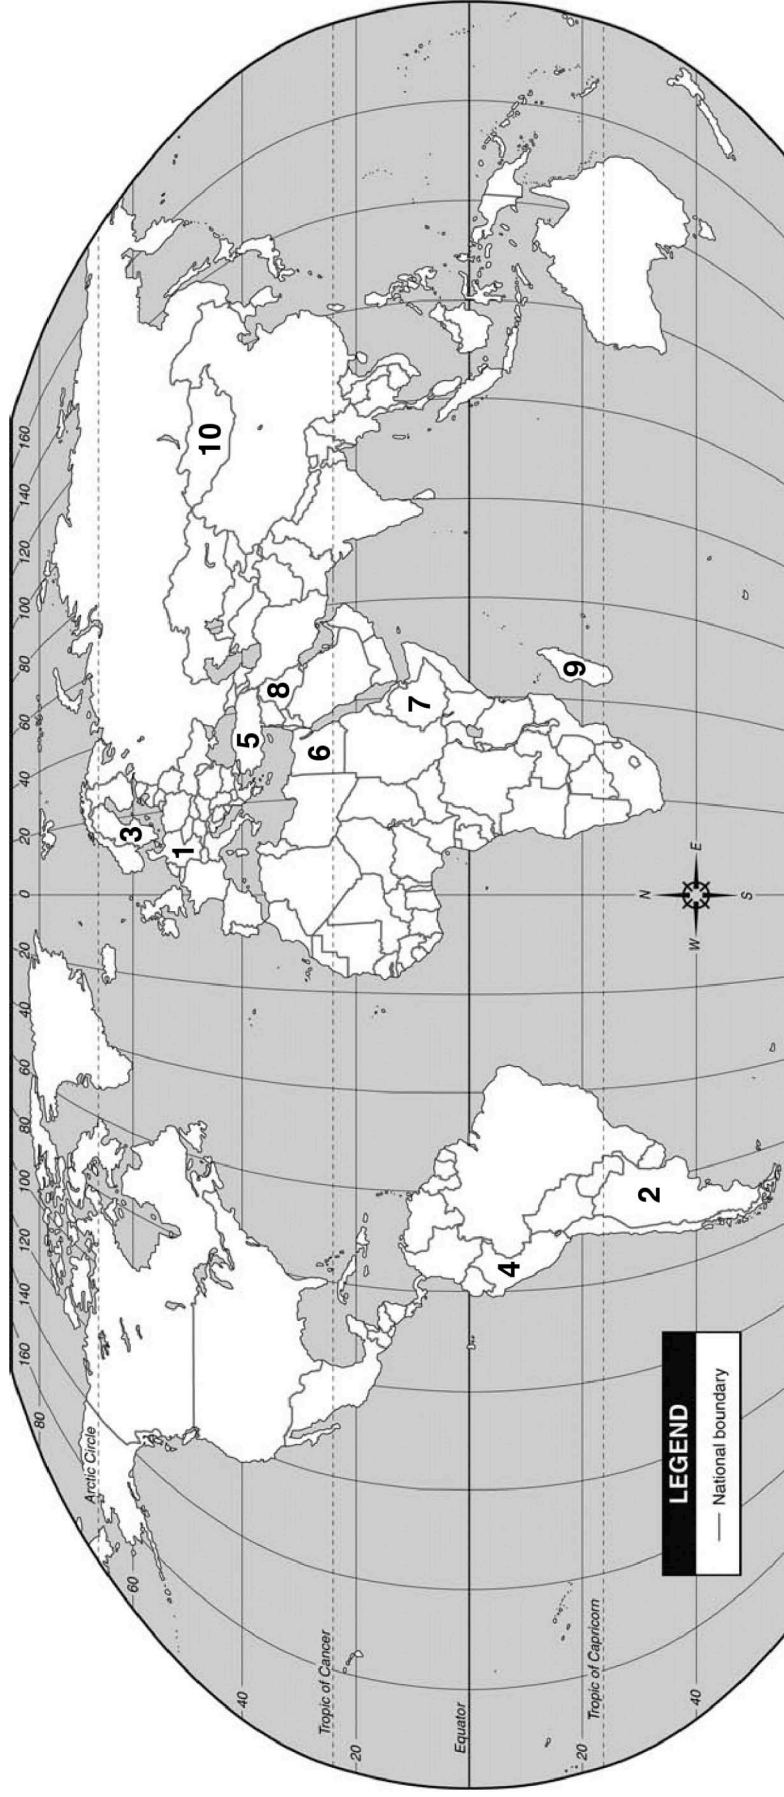 160 140 120 100 80 60 40 20 0 20 40 60 80 100 120 140 160
80
Arctic Circle
60
3
1
10
40
5
8
Tropic of Cancer
6
20
7
Equator
4
9
20
Tropic of Capricorn
2
N
W E
S
40
LEGEND
National boundary